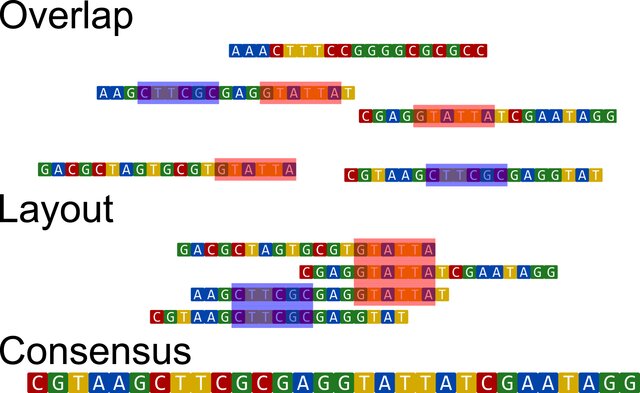 Overlap
AAACTTTCCGGGGCGCGCC
AAGCTTCGCGAGGTATTAT
CGAGGTATTATCGAATAGG
GACGCTAGTGCGTGTATTA
CGTAAGCTTCGCGAGGTAT
Layout
GACGCTAGTGCGTGTATTA
CGAGGTATTATCGAATAGG
AAGCTTCGCGAGGTATTAT
CGTAAGCTTCGCGAGGTAT
Consensus
CGTAAGCTTCGCGAGGTATTATCGAATAGG